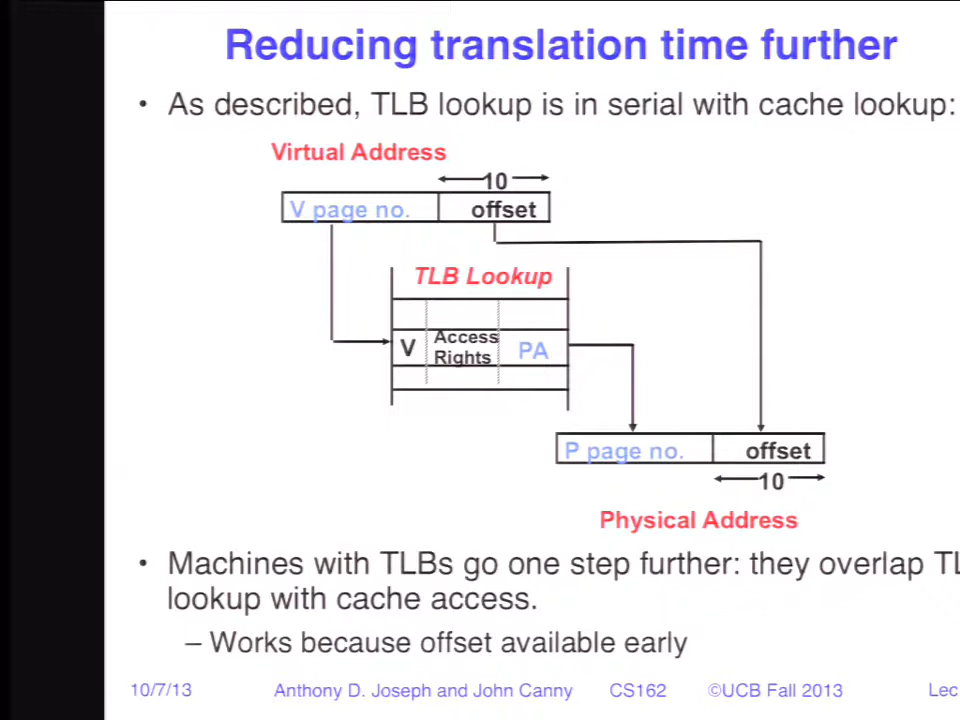 Reducing translation time further
• As described, TLB lookup is in serial with cache lookup:
Virtual Address
10
V page no. offset
TLB Lookup
V Access Rights PA
P page no. offset
10
Physical Address
• Machines with TLBs go one step further: they overlap TL
lookup with cache access.
– Works because offset available early
10/7/13 Anthony D. Joseph and John Canny CS162 ©UCB Fall 2013 Lec